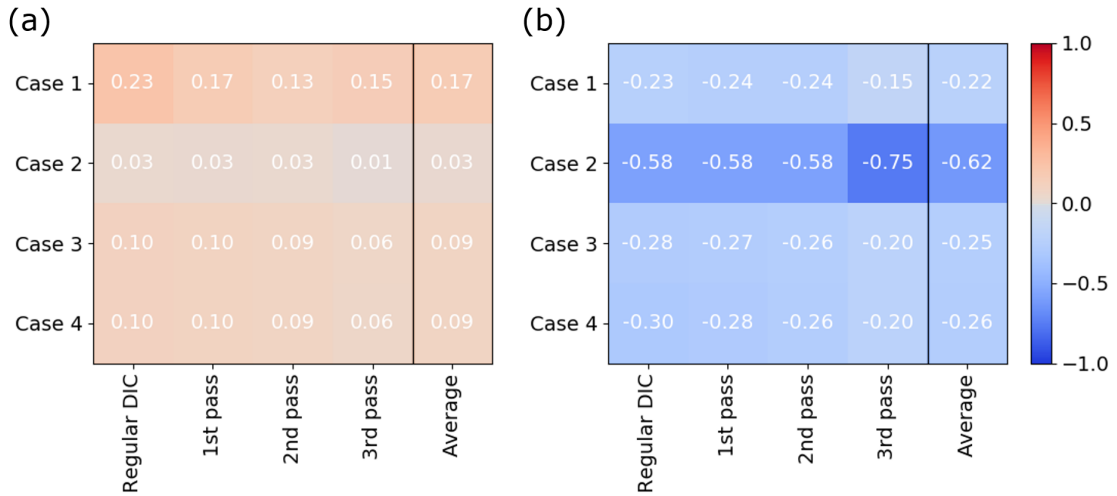 (a)
(b)
Case 1 0.23 0.17 0.13 0.15 0.17
Case 2 0.03 0.03 0.03 0.01 0.03
Case 3 0.10 0.10 0.09 0.06 0.09
Case 4 0.10 0.10 0.09 0.06 0.09
Regular DIC
1st pass
2nd pass
3rd pass
Average
Case 1 -0.23 -0.24 -0.24 -0.15 -0.22
Case 2 -0.58 -0.58 -0.58 -0.75 -0.62
Case 3 -0.28 -0.27 -0.26 -0.20 -0.25
Case 4 -0.30 -0.28 -0.26 -0.20 -0.26
Regular DIC
1st pass
2nd pass
3rd pass
Average
1.0
0.5
0.0
−0.5
−1.0